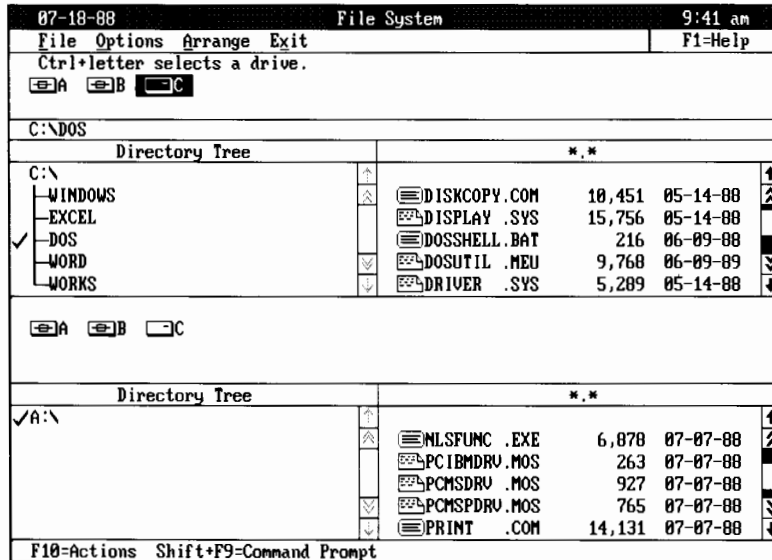 07-18-88 File System 9:41 am
File Options Arrange Exit F1=Help
Ctrl+letter selects a drive.
A B C
C:\DOS
Directory Tree *.*
C:\
WINDOWS DISKCOPY.COM 10,451 05-14-88
EXCEL DISPLAY .SYS 15,756 05-14-88
DOS DOSSHELL.BAT 216 06-09-88
WORD DOSUTIL .MEU 9,768 06-09-89
WORKS DRIVER .SYS 5,289 05-14-88
A B C
Directory Tree *.*
A:\
NLSFUNC .EXE 6,878 07-07-88
PCIBMDRV.MOS 263 07-07-88
PCMSDRV .MOS 927 07-07-88
PCMSPDRV.MOS 765 07-07-88
PRINT .COM 14,131 07-07-88
F10=Actions Shift+F9=Command Prompt